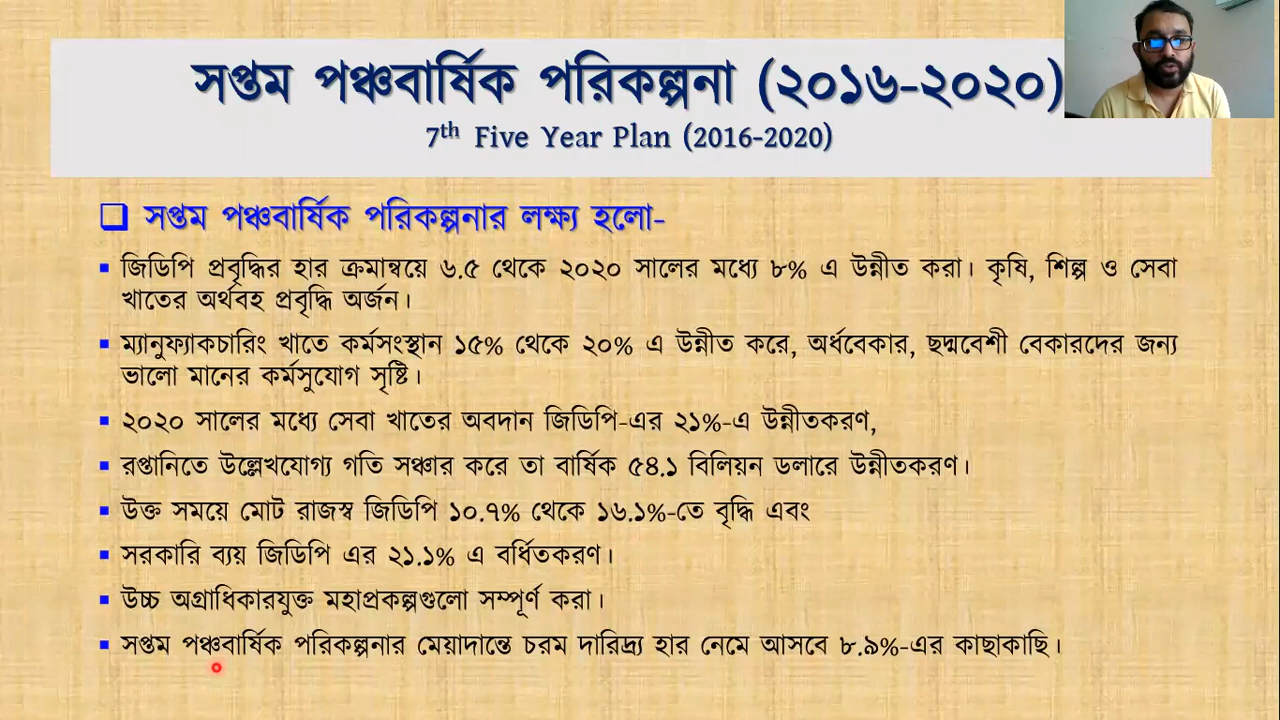 সপ্তম পঞ্চবার্ষিক পরিকল্পনা (২০১৬-২০২০)
7th Five Year Plan (2016-2020)
❑ সপ্তম পঞ্চবার্ষিক পরিকল্পনার লক্ষ্য হলো-
▪ জিডিপি প্রবৃদ্ধির হার ক্রমান্বয়ে ৬.৫ থেকে ২০২০ সালের মধ্যে ৮% এ উন্নীত করা। কৃষি, শিল্প ও সেবা
খাতের অর্থবহ প্রবৃদ্ধি অর্জন।
▪ ম্যানুফ্যাকচারিং খাতে কর্মসংস্থান ১৫% থেকে ২০% এ উন্নীত করে, অর্ধবেকার, ছদ্মবেশী বেকারদের জন্য
ভালো মানের কর্মসুযোগ সৃষ্টি।
▪ ২০২০ সালের মধ্যে সেবা খাতের অবদান জিডিপি-এর ২১%-এ উন্নীতকরণ,
▪ রপ্তানিতে উল্লেখযোগ্য গতি সঞ্চার করে তা বার্ষিক ৫৪.১ বিলিয়ন ডলারে উন্নীতকরণ।
▪ উক্ত সময়ে মোট রাজস্ব জিডিপি ১০.৭% থেকে ১৬.১%-তে বৃদ্ধি এবং
▪ সরকারি ব্যয় জিডিপি এর ২১.১% এ বর্ধিতকরণ।
▪ উচ্চ অগ্রাধিকারযুক্ত মহাপ্রকল্পগুলো সম্পূর্ণ করা।
▪ সপ্তম পঞ্চবার্ষিক পরিকল্পনার মেয়াদান্তে চরম দারিদ্র্য হার নেমে আসবে ৮.৯%-এর কাছাকাছি।